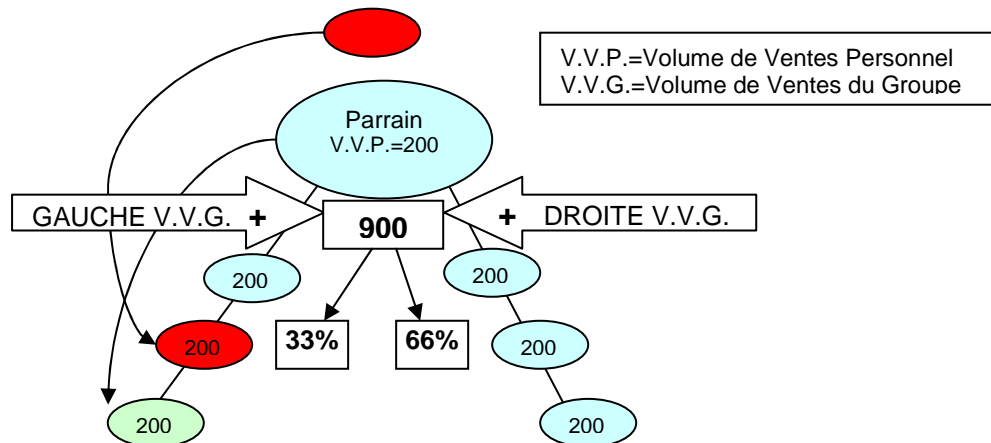 V.V.P.=Volume de Ventes Personnel
V.V.G.=Volume de Ventes du Groupe
Parrain
V.V.P.=200
GAUCHE V.V.G. +
900
+ DROITE V.V.G.
200
200
33%
66%
200
200
200
200